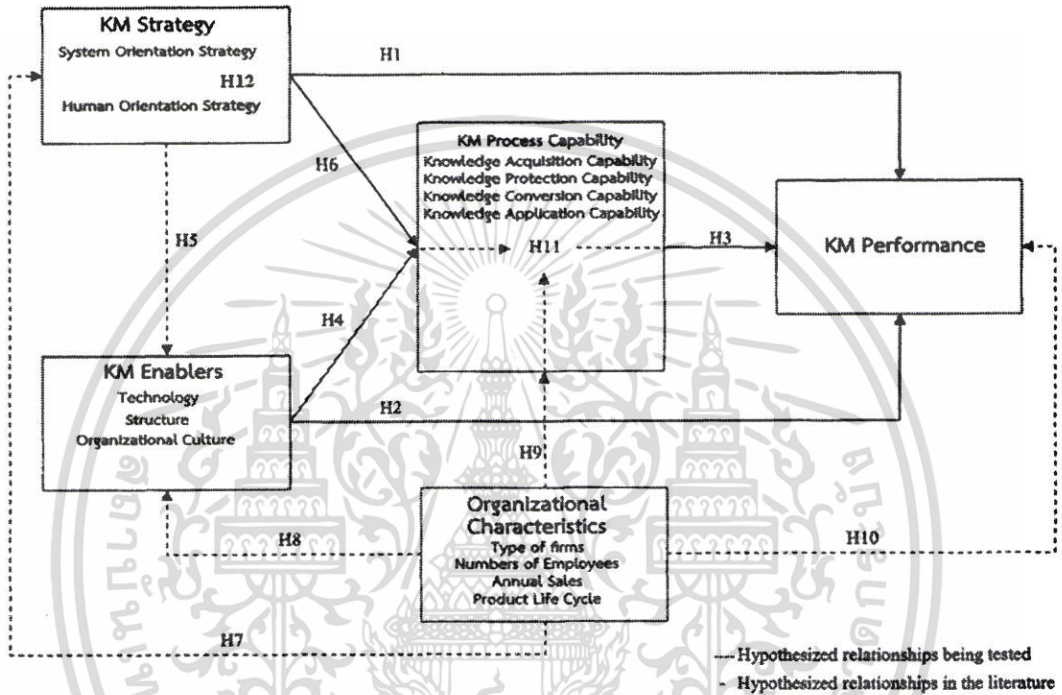 KM Strategy
System Orientation Strategy
H12
Human Orientation Strategy
H1
H6
KM Process Capability
Knowledge Acquisition Capability
Knowledge Protection Capability
Knowledge Conversion Capability
Knowledge Application Capability
H11
H3
KM Performance
H5
H4
KM Enablers
Technology
Structure
Organizational Culture
H2
H9
Organizational
Characteristics
Type of firms
Numbers of Employees
Annual Sales
Product Life Cycle
H8
H10
H7
Hypothesized relationships being tested
Hypothesized relationships in the literature